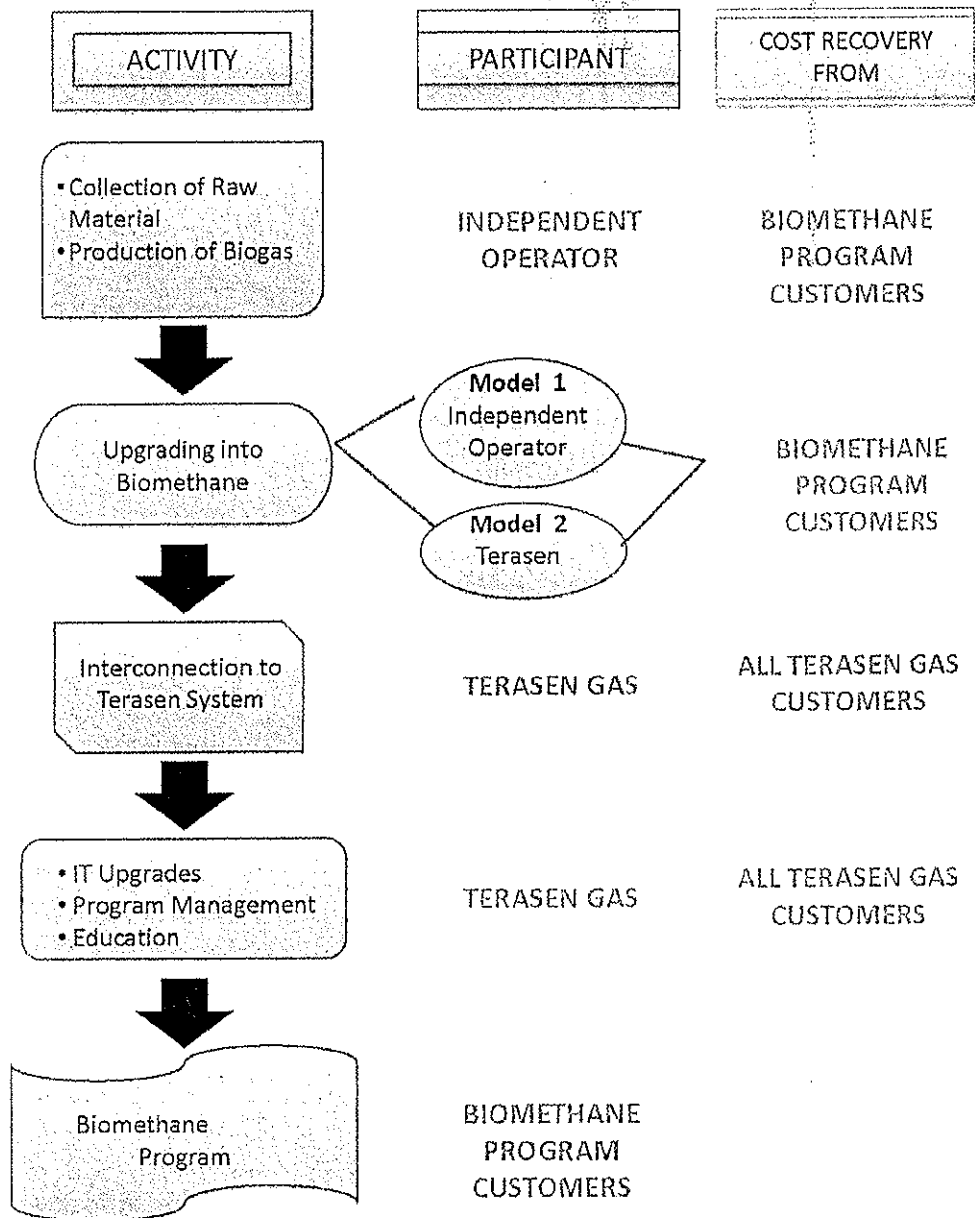 ACTIVITY
PARTICIPANT
COST RECOVERY
FROM
• Collection of Raw
Material
• Production of Biogas
INDEPENDENT
OPERATOR
BIOMETHANE
PROGRAM
CUSTOMERS
Upgrading into
Biomethane
Model 1
Independent
Operator
Model 2
Terasen
BIOMETHANE
PROGRAM
CUSTOMERS
Interconnection to
Terasen System
TERASEN GAS
ALL TERASEN GAS
CUSTOMERS
• IT Upgrades
• Program Management
• Education
TERASEN GAS
ALL TERASEN GAS
CUSTOMERS
Biomethane
Program
BIOMETHANE
PROGRAM
CUSTOMERS